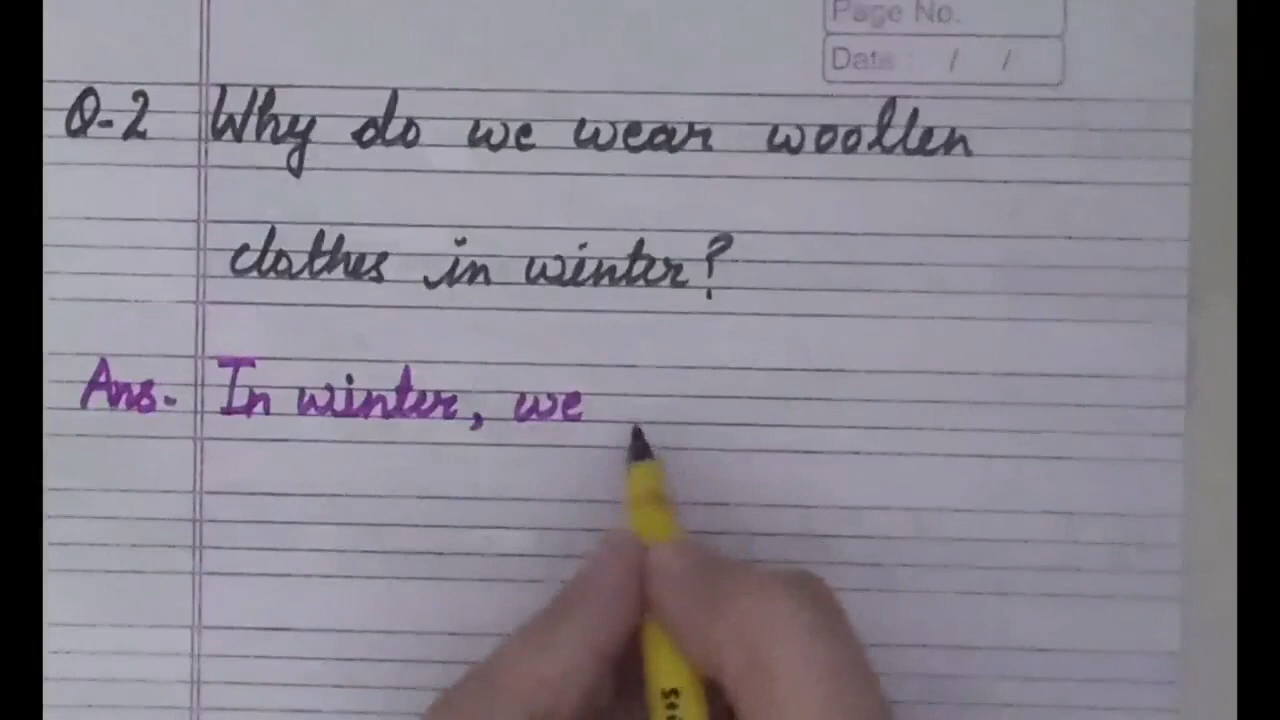 Page No.
Date : / /
Q-2 Why do we wear woollen
clothes in winter?
Ans. In winter, we